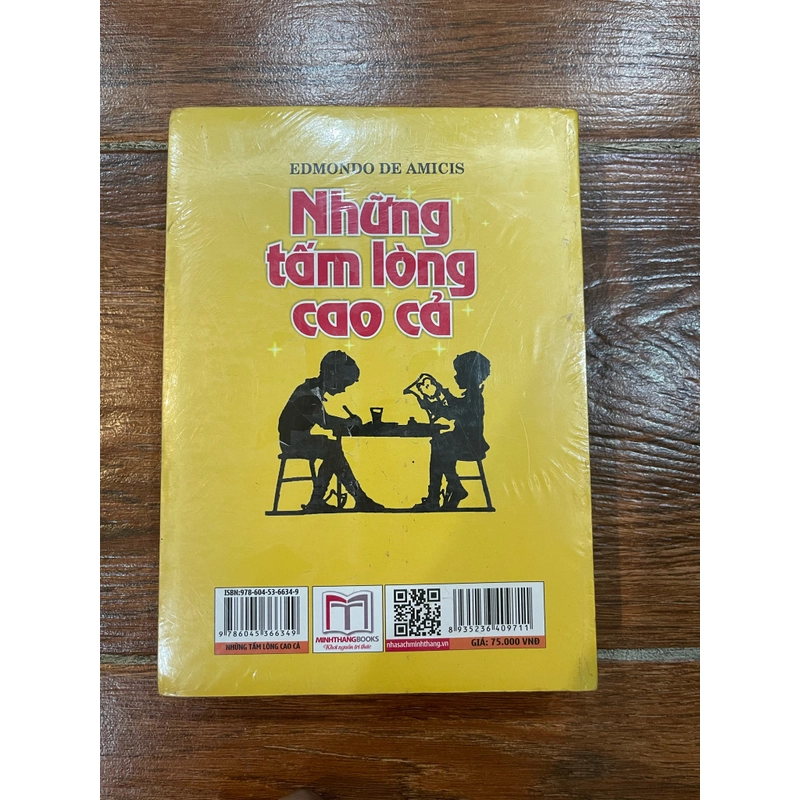 EDMONDO DE AMICIS
Những
tấm lòng
cao cả
ISBN:978-604-53-6634-9
9 786045 366349
NHỮNG TẤM LÒNG CAO CẢ
MINHTHANGBOOKS
Khơi nguồn tri thức
nhasachminhthang.vn
8 935236 409711
GIÁ: 75.000 VNĐ